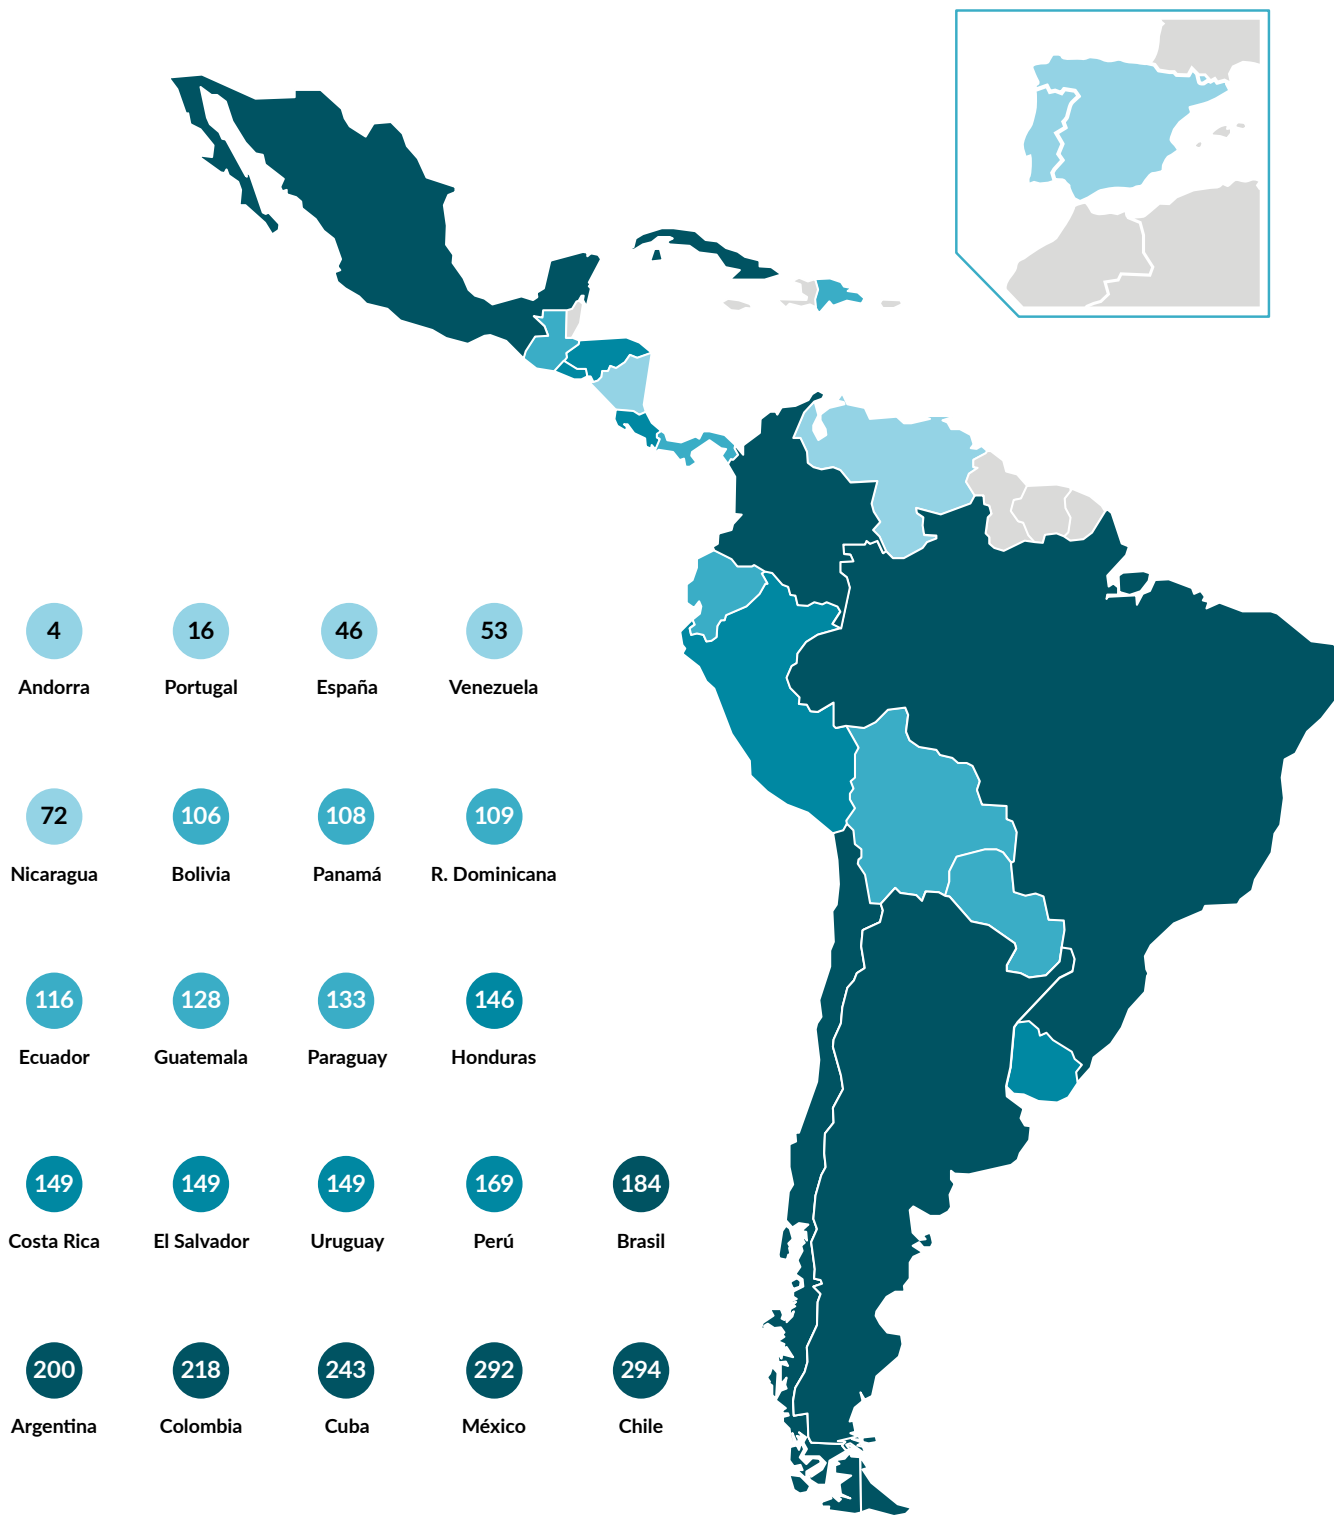 4 16 46 53
Andorra Portugal España Venezuela
72 106 108 109
Nicaragua Bolivia Panamá R. Dominicana
116 128 133 146
Ecuador Guatemala Paraguay Honduras
149 149 149 169 184
Costa Rica El Salvador Uruguay Perú Brasil
200 218 243 292 294
Argentina Colombia Cuba México Chile